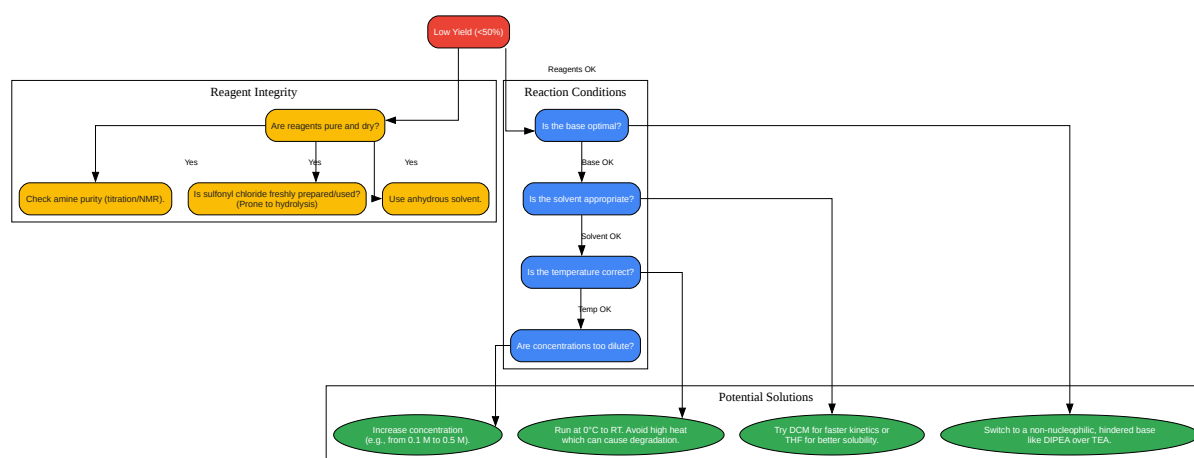 Low Yield (<50%)
Reagents OK
Reagent Integrity
Reaction Conditions
Are reagents pure and dry?
Is the base optimal?
Yes
Yes
Yes
Base OK
Check amine purity (titration/NMR).
Is sulfonyl chloride freshly prepared/used?
(Prone to hydrolysis)
Use anhydrous solvent.
Is the solvent appropriate?
Solvent OK
Is the temperature correct?
Temp OK
Are concentrations too dilute?
Potential Solutions
Increase concentration
(e.g., from 0.1 M to 0.5 M).
Run at 0°C to RT. Avoid high heat
which can cause degradation.
Try DCM for faster kinetics or
THF for better solubility.
Switch to a non-nucleophilic, hindered base
like DIPEA over TEA.